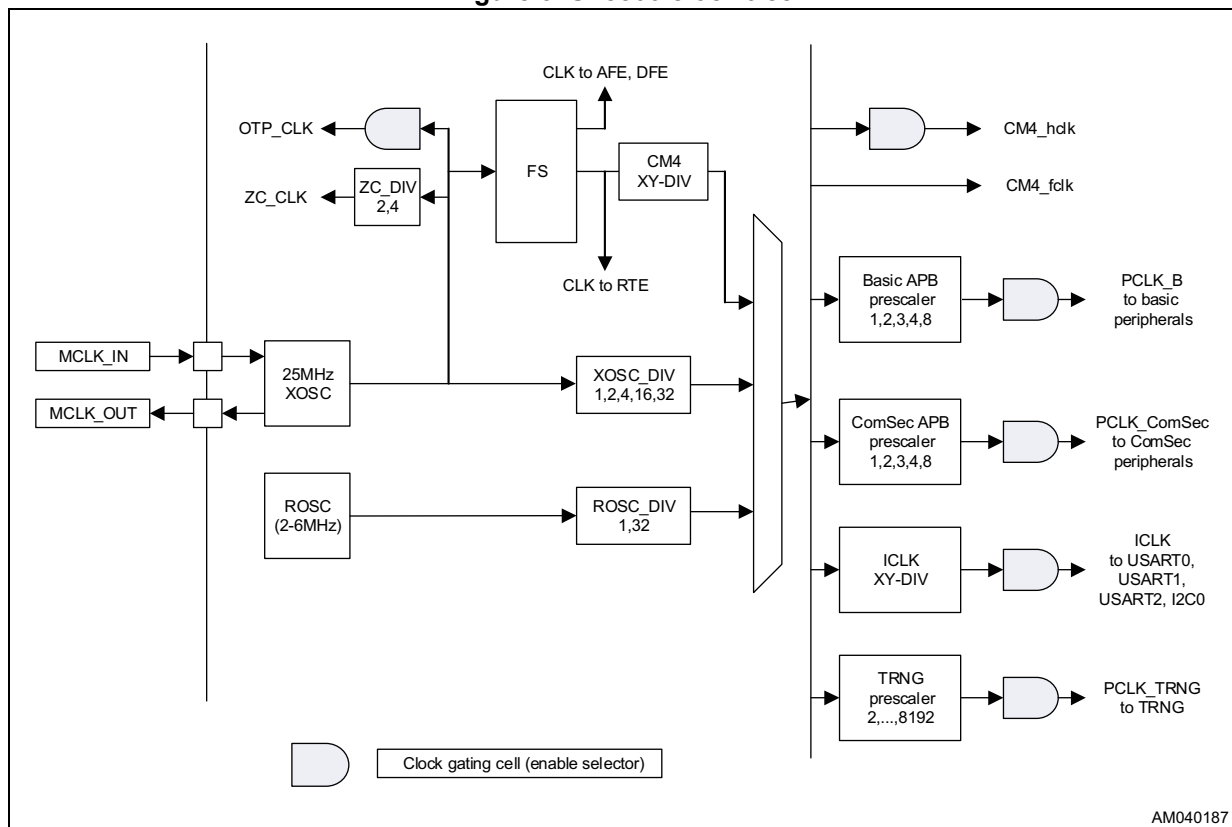 CLK to AFE, DFE
OTP_CLK
ZC_CLK
ZC_DIV
2,4
FS
CM4
XY-DIV
CLK to RTE
MCLK_IN
MCLK_OUT
25MHz
XOSC
XOSC_DIV
1,2,4,16,32
ROSC
(2-6MHz)
ROSC_DIV
1,32
CM4_hclk
CM4_fclk
Basic APB
prescaler
1,2,3,4,8
PCLK_B
to basic
peripherals
ComSec APB
prescaler
1,2,3,4,8
PCLK_ComSec
to ComSec
peripherals
ICLK
XY-DIV
ICLK
to USART0,
USART1,
USART2, I2C0
TRNG
prescaler
2,...,8192
PCLK_TRNG
to TRNG
Clock gating cell (enable selector)
AM040187